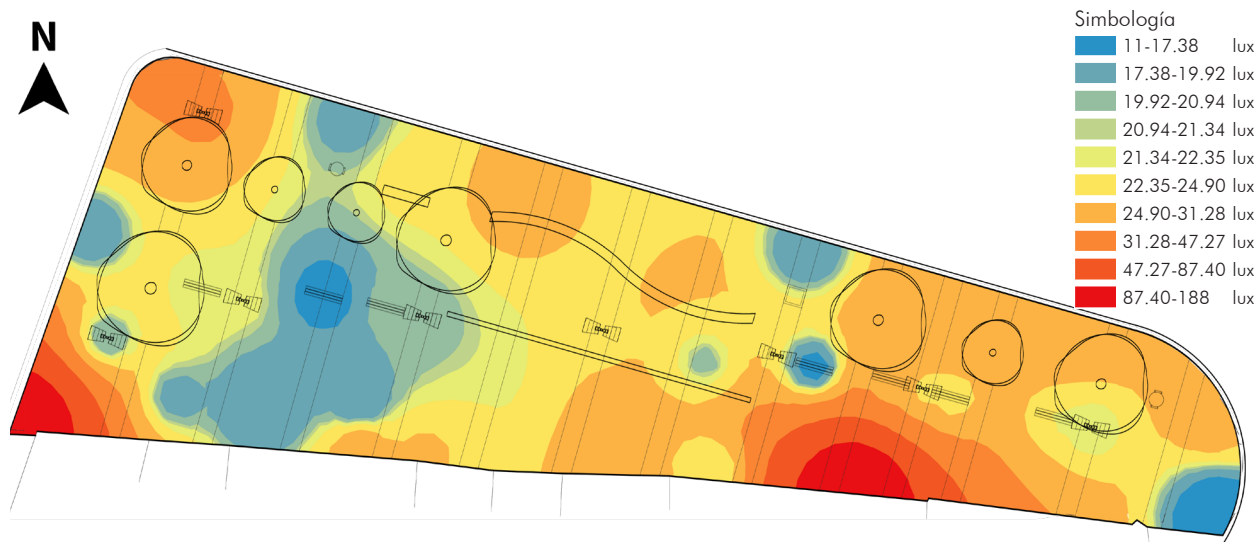 N
Simbología
11-17.38 lux
17.38-19.92 lux
19.92-20.94 lux
20.94-21.34 lux
21.34-22.35 lux
22.35-24.90 lux
24.90-31.28 lux
31.28-47.27 lux
47.27-87.40 lux
87.40-188 lux